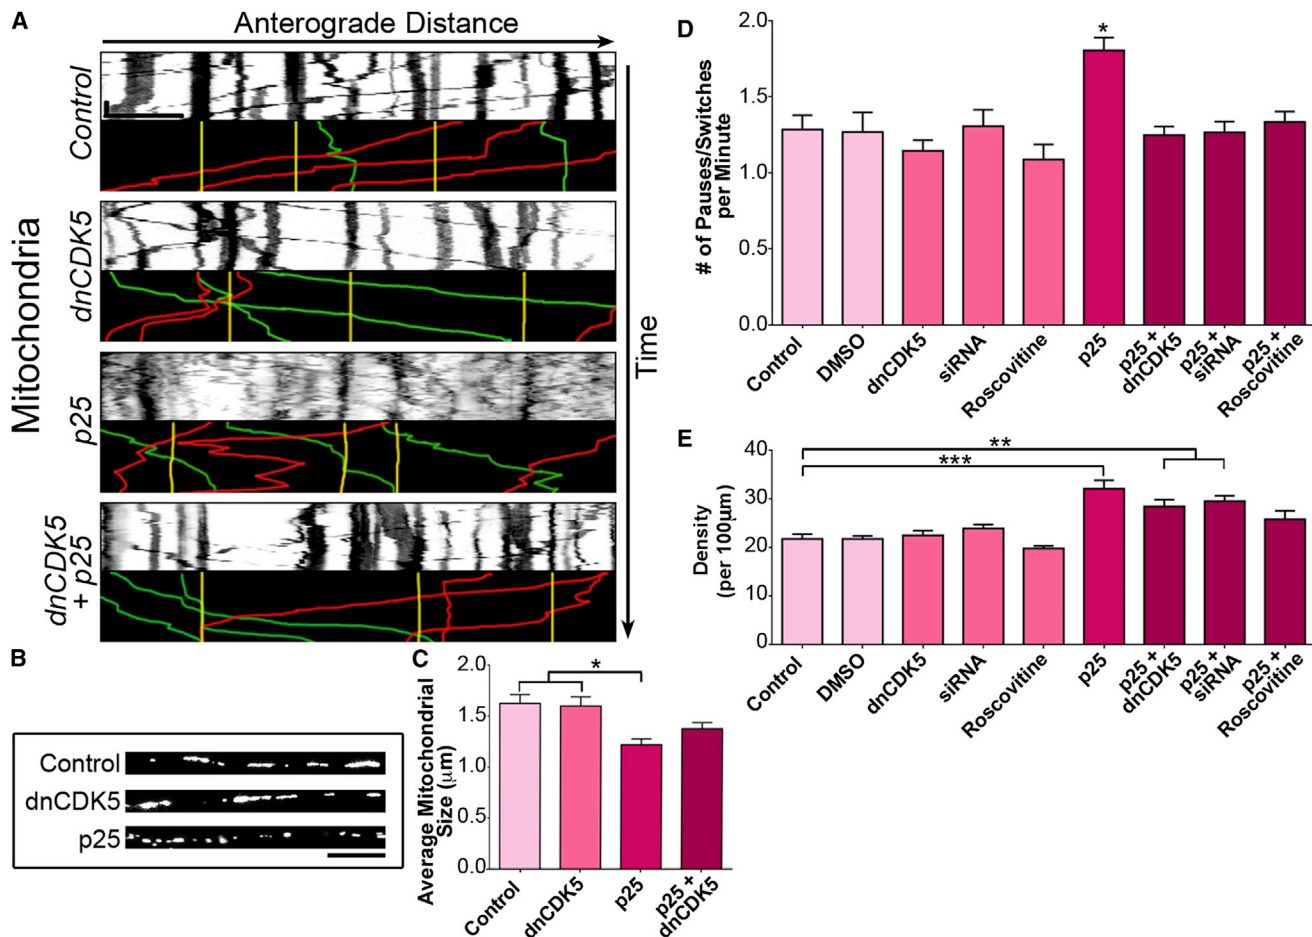 A
Anterograde Distance
Mitochondria
Control
dnCDK5
p25
dnCDK5
+ p25
Time
B
Control
dnCDK5
p25
C
Average Mitochondrial
Size (μm)
2.0
1.5
1.0
0.5
0.0
*
Control
dnCDK5
p25
p25 +
dnCDK5
D
# of Pauses/Switches
per Minute
2.0
1.5
1.0
0.5
0.0
*
Control
DMSO
dnCDK5
siRNA
Roscovitine
p25
p25 +
dnCDK5
p25 +
siRNA
p25 +
Roscovitine
E
Density
(per 100μm)
40
30
20
10
0
**
***
Control
DMSO
dnCDK5
siRNA
Roscovitine
p25
p25 +
dnCDK5
p25 +
siRNA
p25 +
Roscovitine